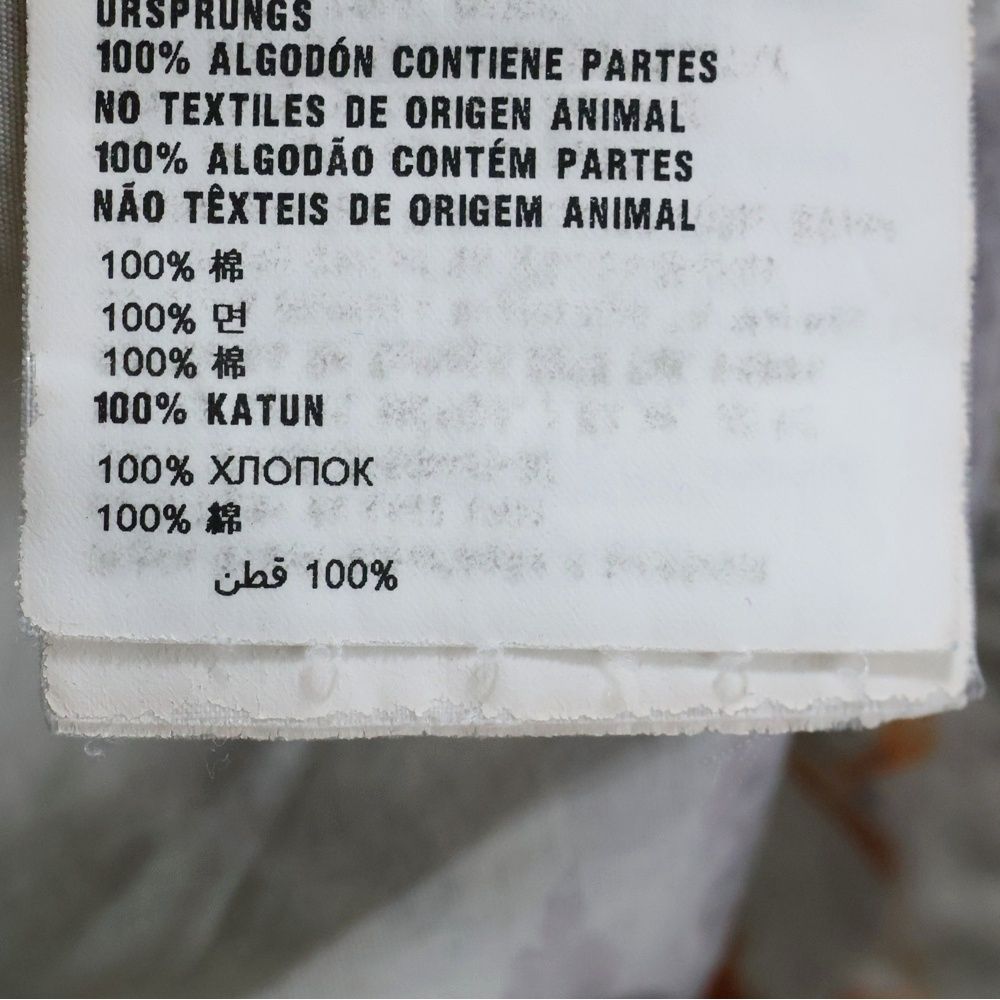 URSPRUNGS
100% ALGODÓN CONTIENE PARTES
NO TEXTILES DE ORIGEN ANIMAL
100% ALGODÃO CONTÉM PARTES
NÃO TÊXTEIS DE ORIGEM ANIMAL
100% 棉
100% 면
100% 棉
100% KATUN
100% ХЛОПОК
100% 綿
100% قطن